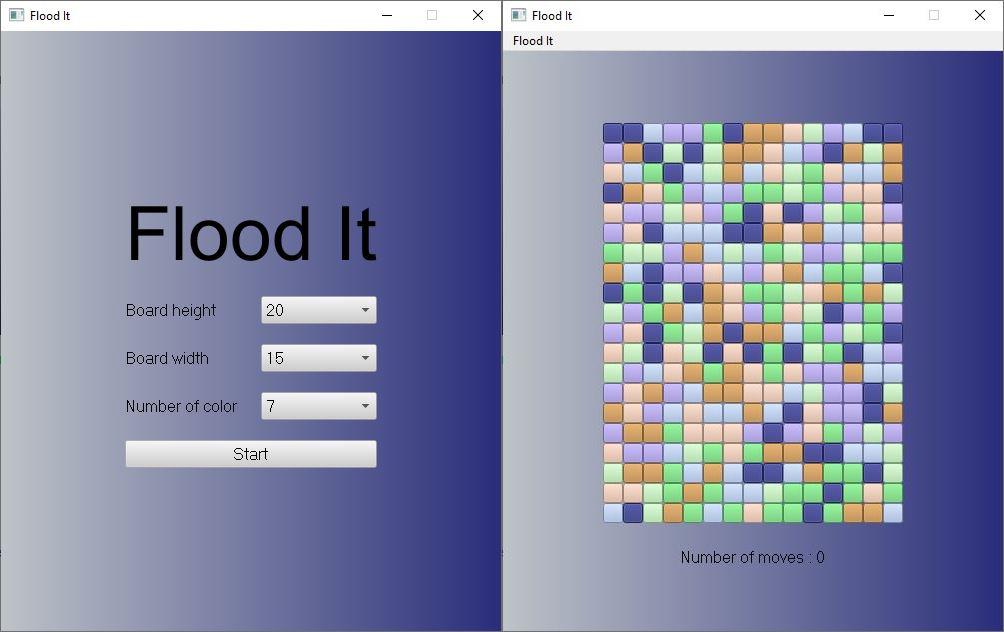 Flood It
Flood It
Board height 20
Board width 15
Number of color 7
Start
Flood It
Flood It
Number of moves : 0